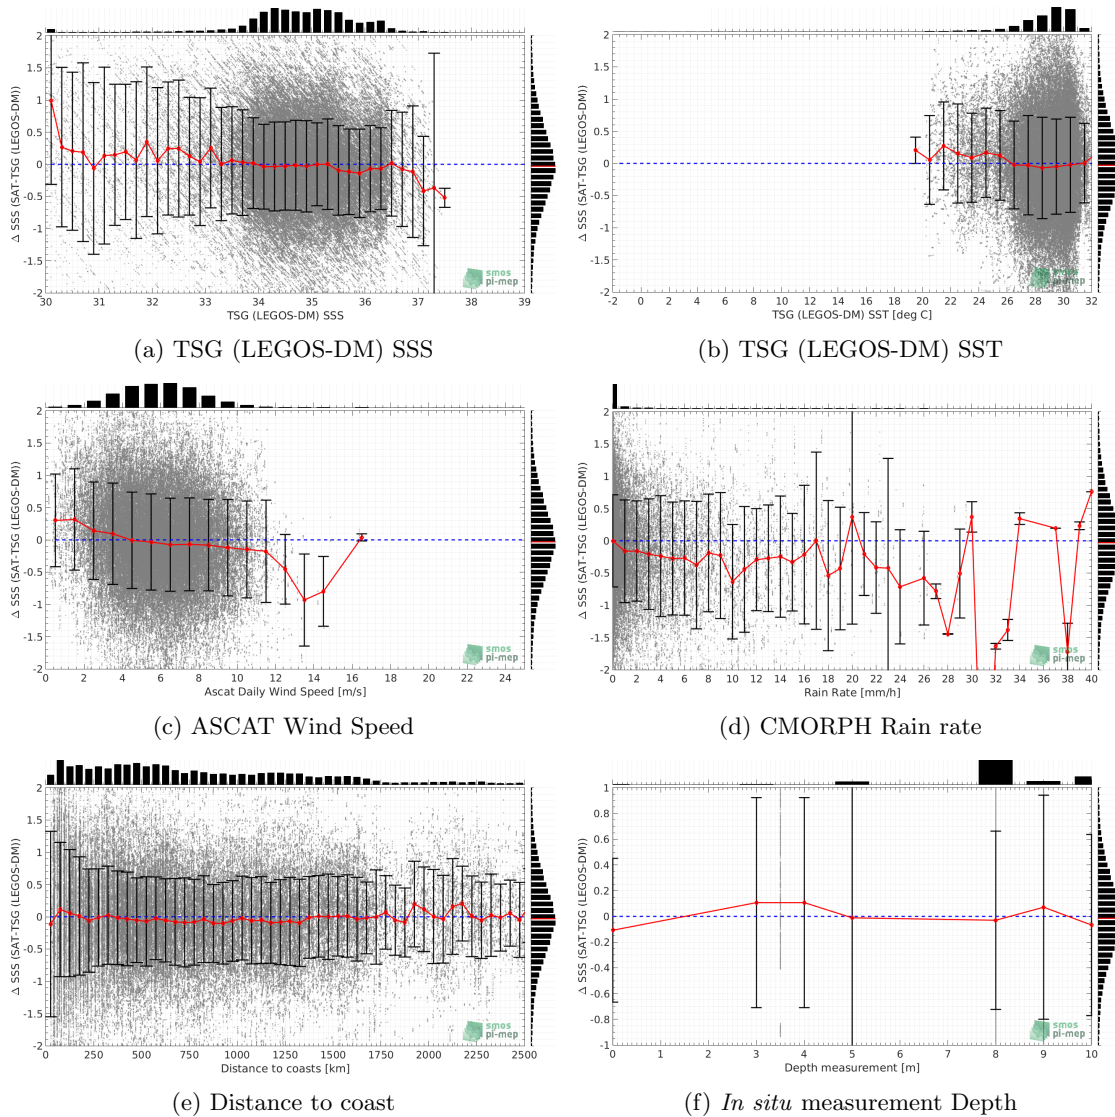 Δ SSS (SAT-TSG (LEGOS-DM))
2
1.5
1
0.5
0
-0.5
-1
-1.5
-2
30 31 32 33 34 35 36 37 38 39
TSG (LEGOS-DM) SSS
smos
pi-mep
(a) TSG (LEGOS-DM) SSS
Δ SSS (SAT-TSG (LEGOS-DM))
2
1.5
1
0.5
0
-0.5
-1
-1.5
-2
-2 0 2 4 6 8 10 12 14 16 18 20 22 24 26 28 30 32
TSG (LEGOS-DM) SST [deg C]
smos
pi-mep
(b) TSG (LEGOS-DM) SST
Δ SSS (SAT-TSG (LEGOS-DM))
2
1.5
1
0.5
0
-0.5
-1
-1.5
-2
0 2 4 6 8 10 12 14 16 18 20 22 24
Ascat Daily Wind Speed [m/s]
smos
pi-mep
(c) ASCAT Wind Speed
Δ SSS (SAT-TSG (LEGOS-DM))
2
1.5
1
0.5
0
-0.5
-1
-1.5
-2
0 2 4 6 8 10 12 14 16 18 20 22 24 26 28 30 32 34 36 38 40
Rain Rate [mm/h]
smos
pi-mep
(d) CMORPH Rain rate
Δ SSS (SAT-TSG (LEGOS-DM))
2
1.5
1
0.5
0
-0.5
-1
-1.5
-2
0 250 500 750 1000 1250 1500 1750 2000 2250 2500
Distance to coasts [km]
smos
pi-mep
(e) Distance to coast
Δ SSS (SAT-TSG (LEGOS-DM))
1
0.8
0.6
0.4
0.2
0
-0.2
-0.4
-0.6
-0.8
-1
0 1 2 3 4 5 6 7 8 9 10
Depth measurement [m]
smos
pi-mep
(f) In situ measurement Depth